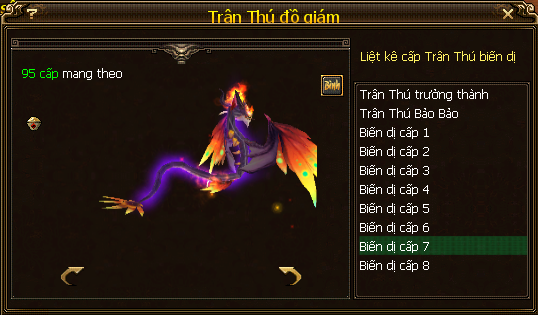 ?
Trân Thú đồ giám
Liệt kê cấp Trân Thú biến dị
95 cấp mang theo
Bình
Trân Thú trưởng thành
Trân Thú Bảo Bảo
Biến dị cấp 1
Biến dị cấp 2
Biến dị cấp 3
Biến dị cấp 4
Biến dị cấp 5
Biến dị cấp 6
Biến dị cấp 7
Biến dị cấp 8